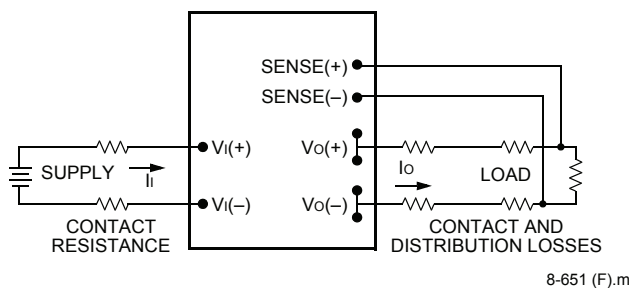 SENSE(+)
SENSE(–)
VI(+)
VO(+)
SUPPLY
II
IO
LOAD
VI(–)
VO(–)
CONTACT
RESISTANCE
CONTACT AND
DISTRIBUTION LOSSES
8-651 (F).m